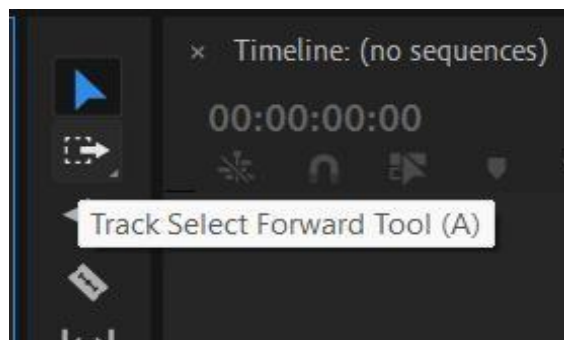 × Timeline: (no sequences)
00:00:00:00
Track Select Forward Tool (A)